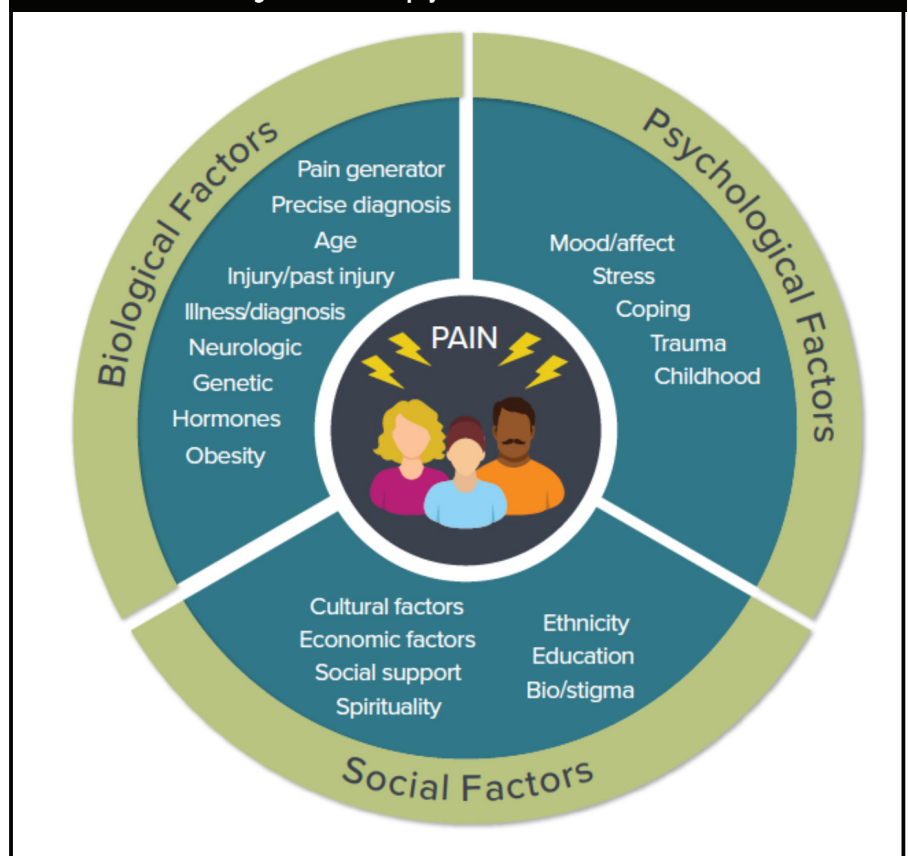 Biological Factors
Pain generator
Precise diagnosis
Age
Injury/past injury
Illness/diagnosis
Neurologic
Genetic
Hormones
Obesity
Psychological Factors
Mood/affect
Stress
Coping
Trauma
Childhood
PAIN
Cultural factors
Economic factors
Social support
Spirituality
Ethnicity
Education
Bio/stigma
Social Factors